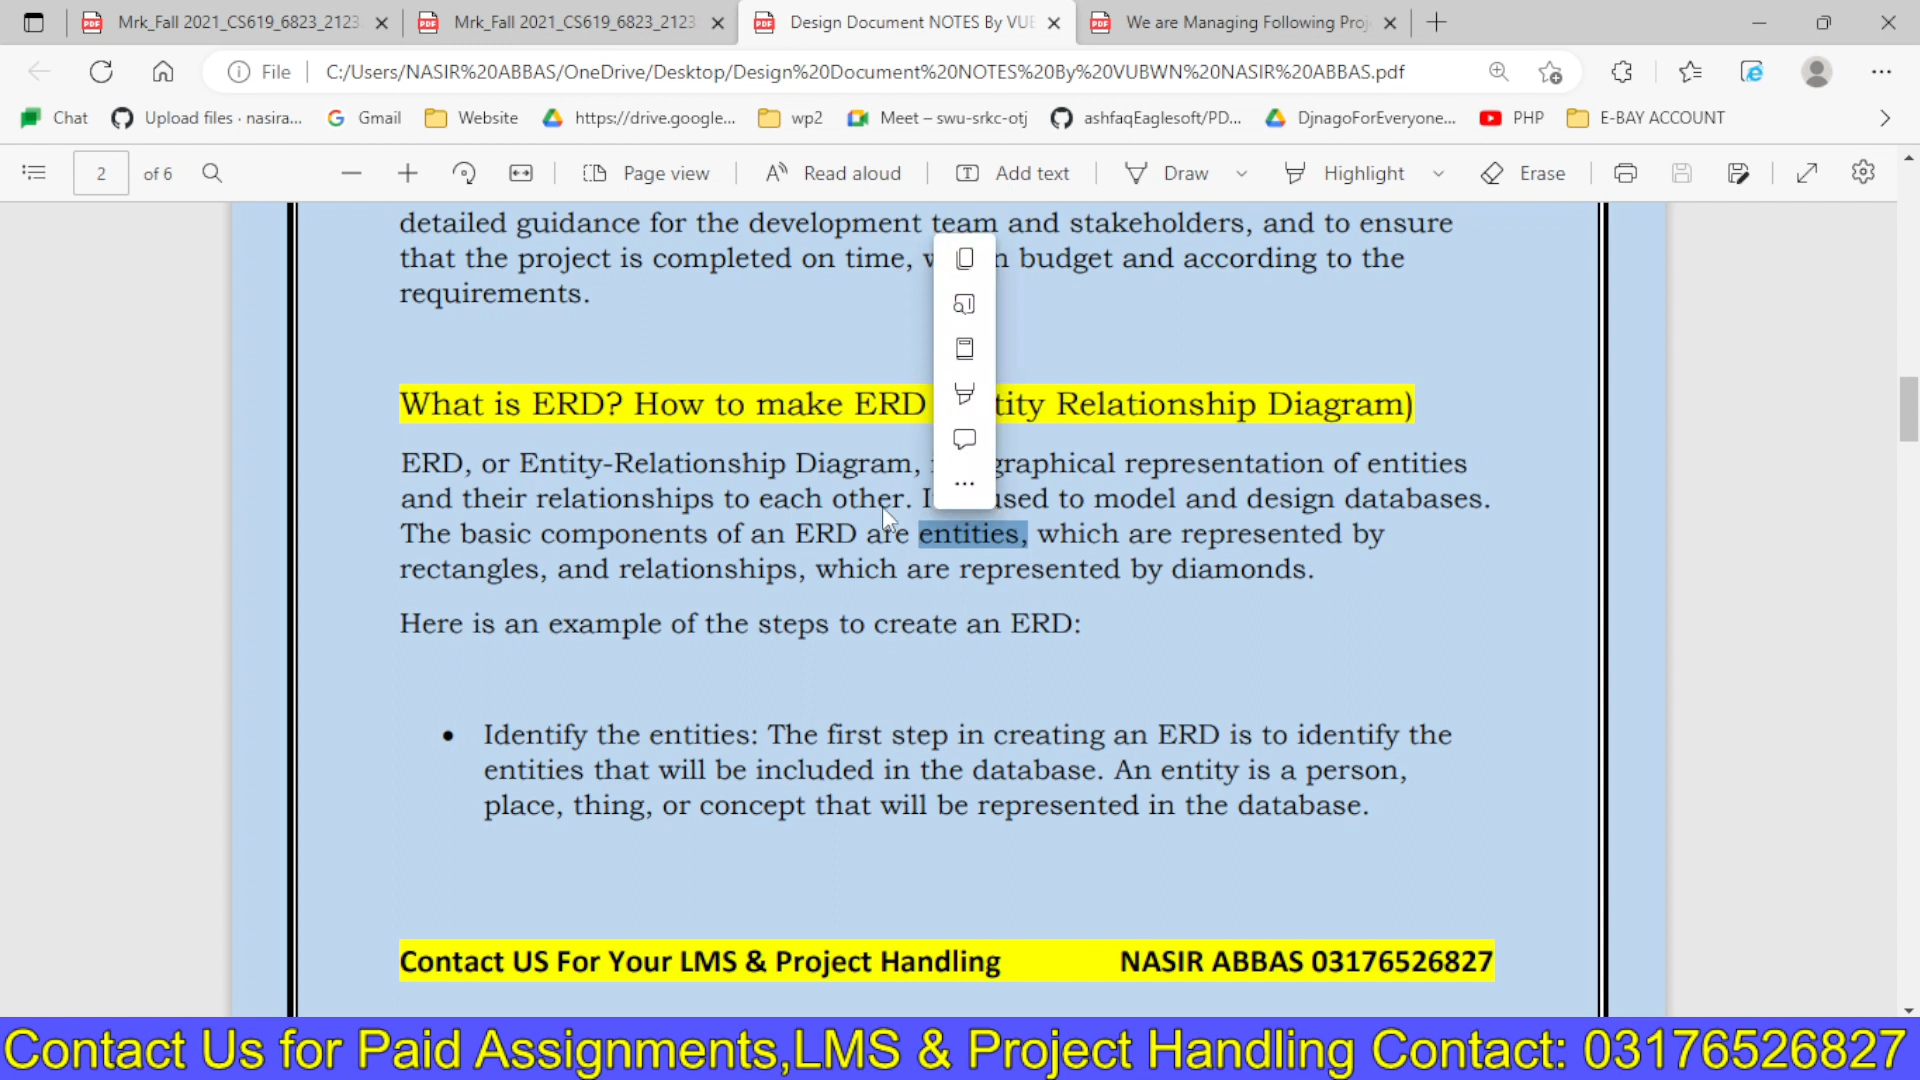 Mrk_Fall 2021_CS619_6823_2123
Mrk_Fall 2021_CS619_6823_2123
Design Document NOTES By VUB
We are Managing Following Proj
File
C:/Users/NASIR%20ABBAS/OneDrive/Desktop/Design%20Document%20NOTES%20By%20VUBWN%20NASIR%20ABBAS.pdf
Chat
Upload files · nasira...
Gmail
Website
https://drive.google...
wp2
Meet – swu-srkc-otj
ashfaqEaglesoft/PD...
DjnagoForEveryone...
PHP
E-BAY ACCOUNT
2 of 6
Page view
Read aloud
Add text
Draw
Highlight
Erase
detailed guidance for the development team and stakeholders, and to ensure
that the project is completed on time, budget and according to the
requirements.
What is ERD? How to make ERD tity Relationship Diagram)
ERD, or Entity-Relationship Diagram, graphical representation of entities
and their relationships to each other. used to model and design databases.
The basic components of an ERD are entities, which are represented by
rectangles, and relationships, which are represented by diamonds.
Here is an example of the steps to create an ERD:
• Identify the entities: The first step in creating an ERD is to identify the
entities that will be included in the database. An entity is a person,
place, thing, or concept that will be represented in the database.
Contact US For Your LMS & Project Handling NASIR ABBAS 03176526827
Contact Us for Paid Assignments,LMS & Project Handling Contact: 03176526827